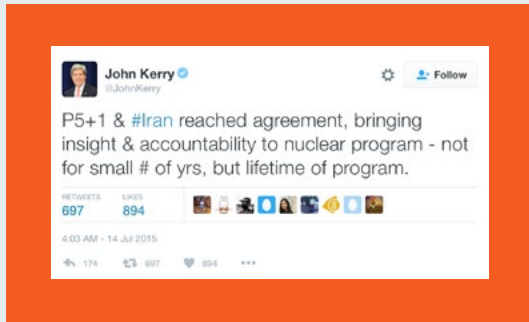 John Kerry
@JohnKerry
Follow
P5+1 & #Iran reached agreement, bringing
insight & accountability to nuclear program - not
for small # of yrs, but lifetime of program.
RETWEETS LIKES
697 894
4:03 AM - 14 Jul 2015
174 697 894